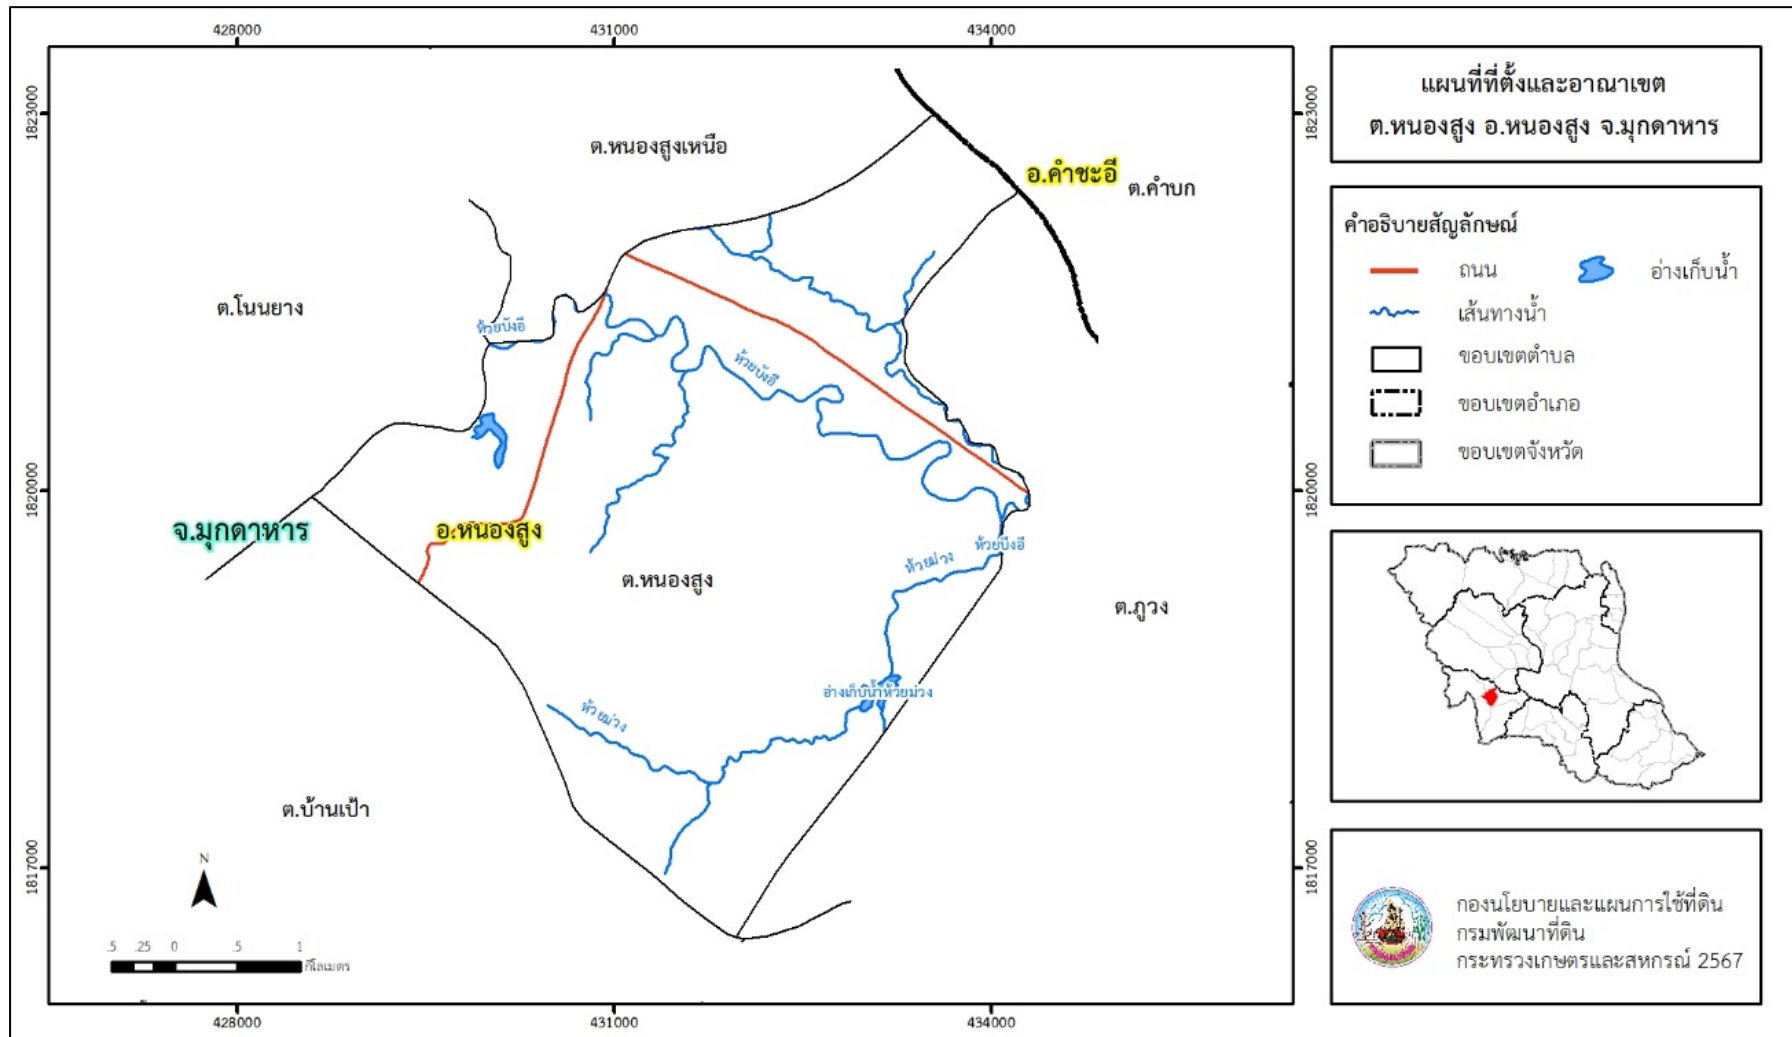 428000
431000
434000
1823000
1823000
แผนที่ที่ตั้งและอาณาเขต
ต.หนองสูง อ.หนองสูง จ.มุกดาหาร
ต.หนองสูงเหนือ
อ.คำชะอี
ต.คำบก
คำอธิบายสัญลักษณ์
ถนน
อ่างเก็บน้ำ
เส้นทางน้ำ
ขอบเขตตำบล
ขอบเขตอำเภอ
ขอบเขตจังหวัด
ต.โนนยาง
ห้วยบังอี
ห้วยบังอี
1820000
1820000
จ.มุกดาหาร
อ.หนองสูง
ห้วยบังอี
ห้วยม่วง
ต.หนองสูง
ต.ภูวง
อ่างเก็บน้ำห้วยม่วง
ห้วยม่วง
ต.บ้านเป้า
1817000
1817000
N
.5 .25 0 .5 1
กิโลเมตร
กองนโยบายและแผนการใช้ที่ดิน
กรมพัฒนาที่ดิน
กระทรวงเกษตรและสหกรณ์ 2567
428000
431000
434000